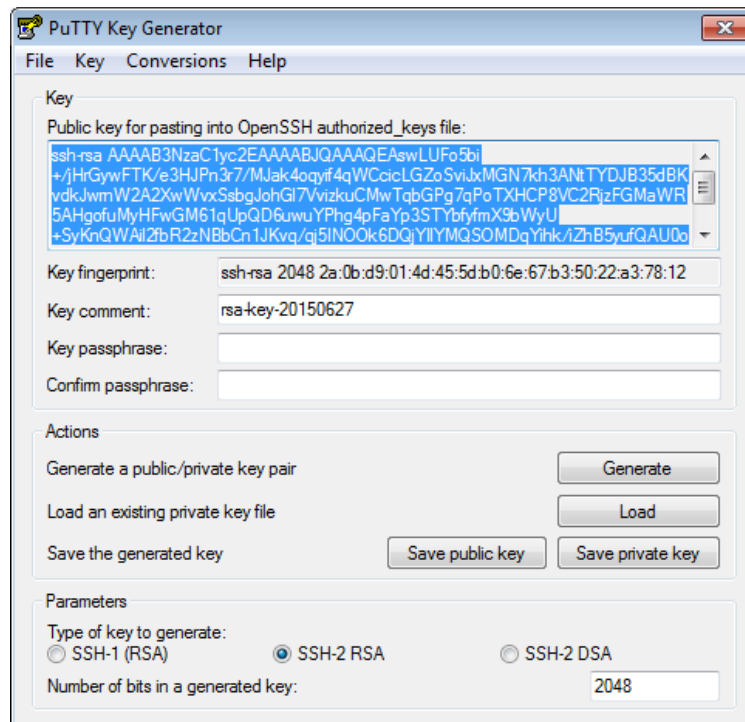 PuTTY Key Generator
File Key Conversions Help
Key
Public key for pasting into OpenSSH authorized_keys file:
ssh-rsa AAAAB3NzaC1yc2EAAAABJQAAAQEAswLUFo5bi
+/jHrGywFTK/e3HJPn3r7/MJak4oqyif4qWCcicLGZoSviJxMGN7kh3ANtTYDJB35dBK
vdkJwmW2A2XwWvxSsbgJohGl7VvizkuCMwTqbGPg7qPoTXHCP8VC2RjzFGMaWR
5AHgofuMyHFwGM61qUpQD6uwuYPhg4pFaYp3STYbfyfmX9bWyU
+SyKnQWAil2fbR2zNBbCn1JKvq/qj5lNOOk6DQjYIlYMQSOMDqYihk/iZhB5yufQAU0o
Key fingerprint: ssh-rsa 2048 2a:0b:d9:01:4d:45:5d:b0:6e:67:b3:50:22:a3:78:12
Key comment: rsa-key-20150627
Key passphrase:
Confirm passphrase:
Actions
Generate a public/private key pair Generate
Load an existing private key file Load
Save the generated key Save public key Save private key
Parameters
Type of key to generate:
SSH-1 (RSA) SSH-2 RSA SSH-2 DSA
Number of bits in a generated key: 2048